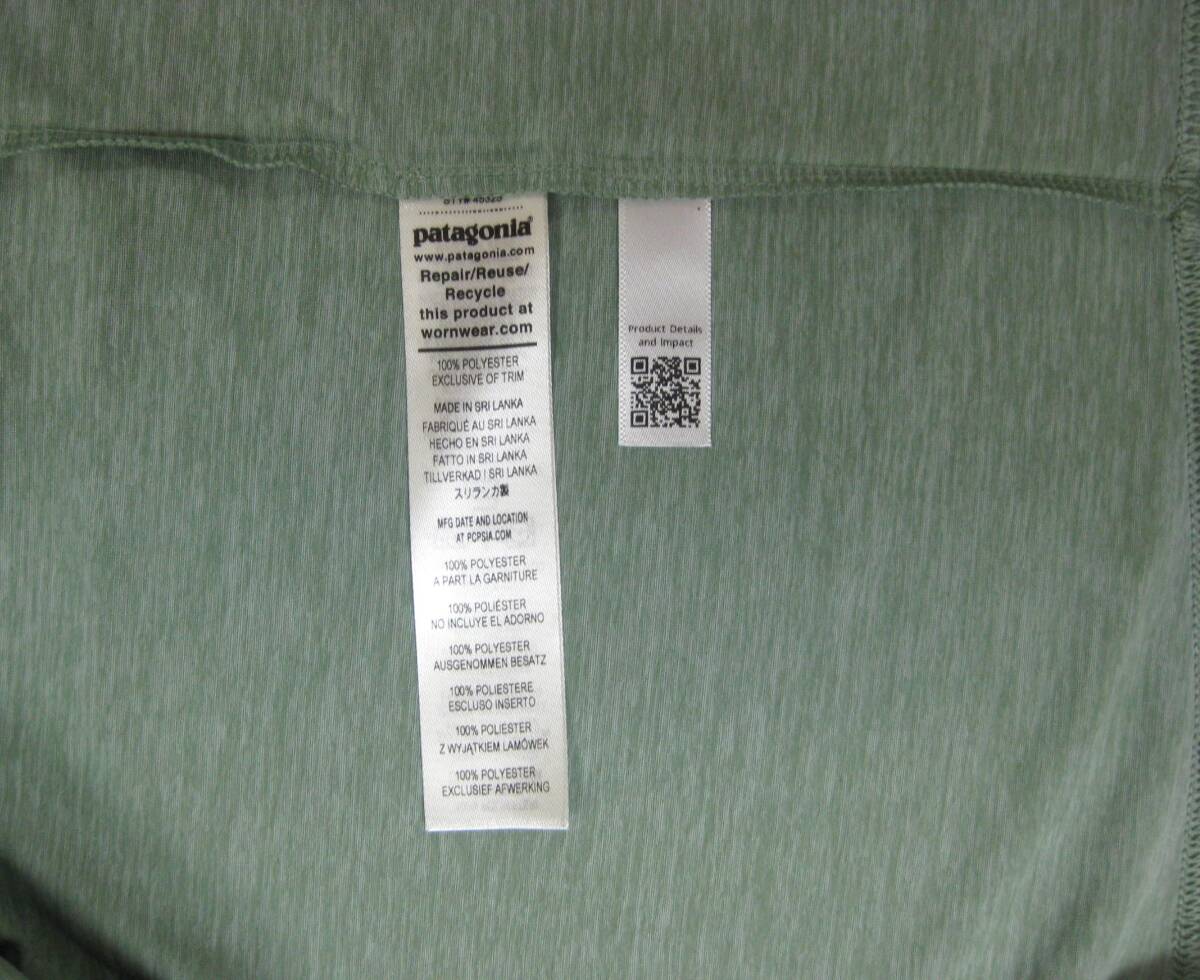 patagonia®
www.patagonia.com
Repair/Reuse/
Recycle
this product at
wornwear.com
100% POLYESTER
EXCLUSIVE OF TRIM
MADE IN SRI LANKA
FABRIQUÉ AU SRI LANKA
HECHO EN SRI LANKA
FATTO IN SRI LANKA
TILLVERKAD I SRI LANKA
スリランカ製
MFG DATE AND LOCATION
AT PCPSIA.COM
100% POLYESTER
A PART LA GARNITURE
100% POLIÉSTER
NO INCLUYE EL ADORNO
100% POLYESTER
AUSGENOMMEN BESATZ
100% POLIESTERE
ESCLUSO INSERTO
100% POLIESTER
Z WYJĄTKIEM LAMÓWEK
100% POLYESTER
EXCLUSIEF AFWERKING
Product Details
and Impact